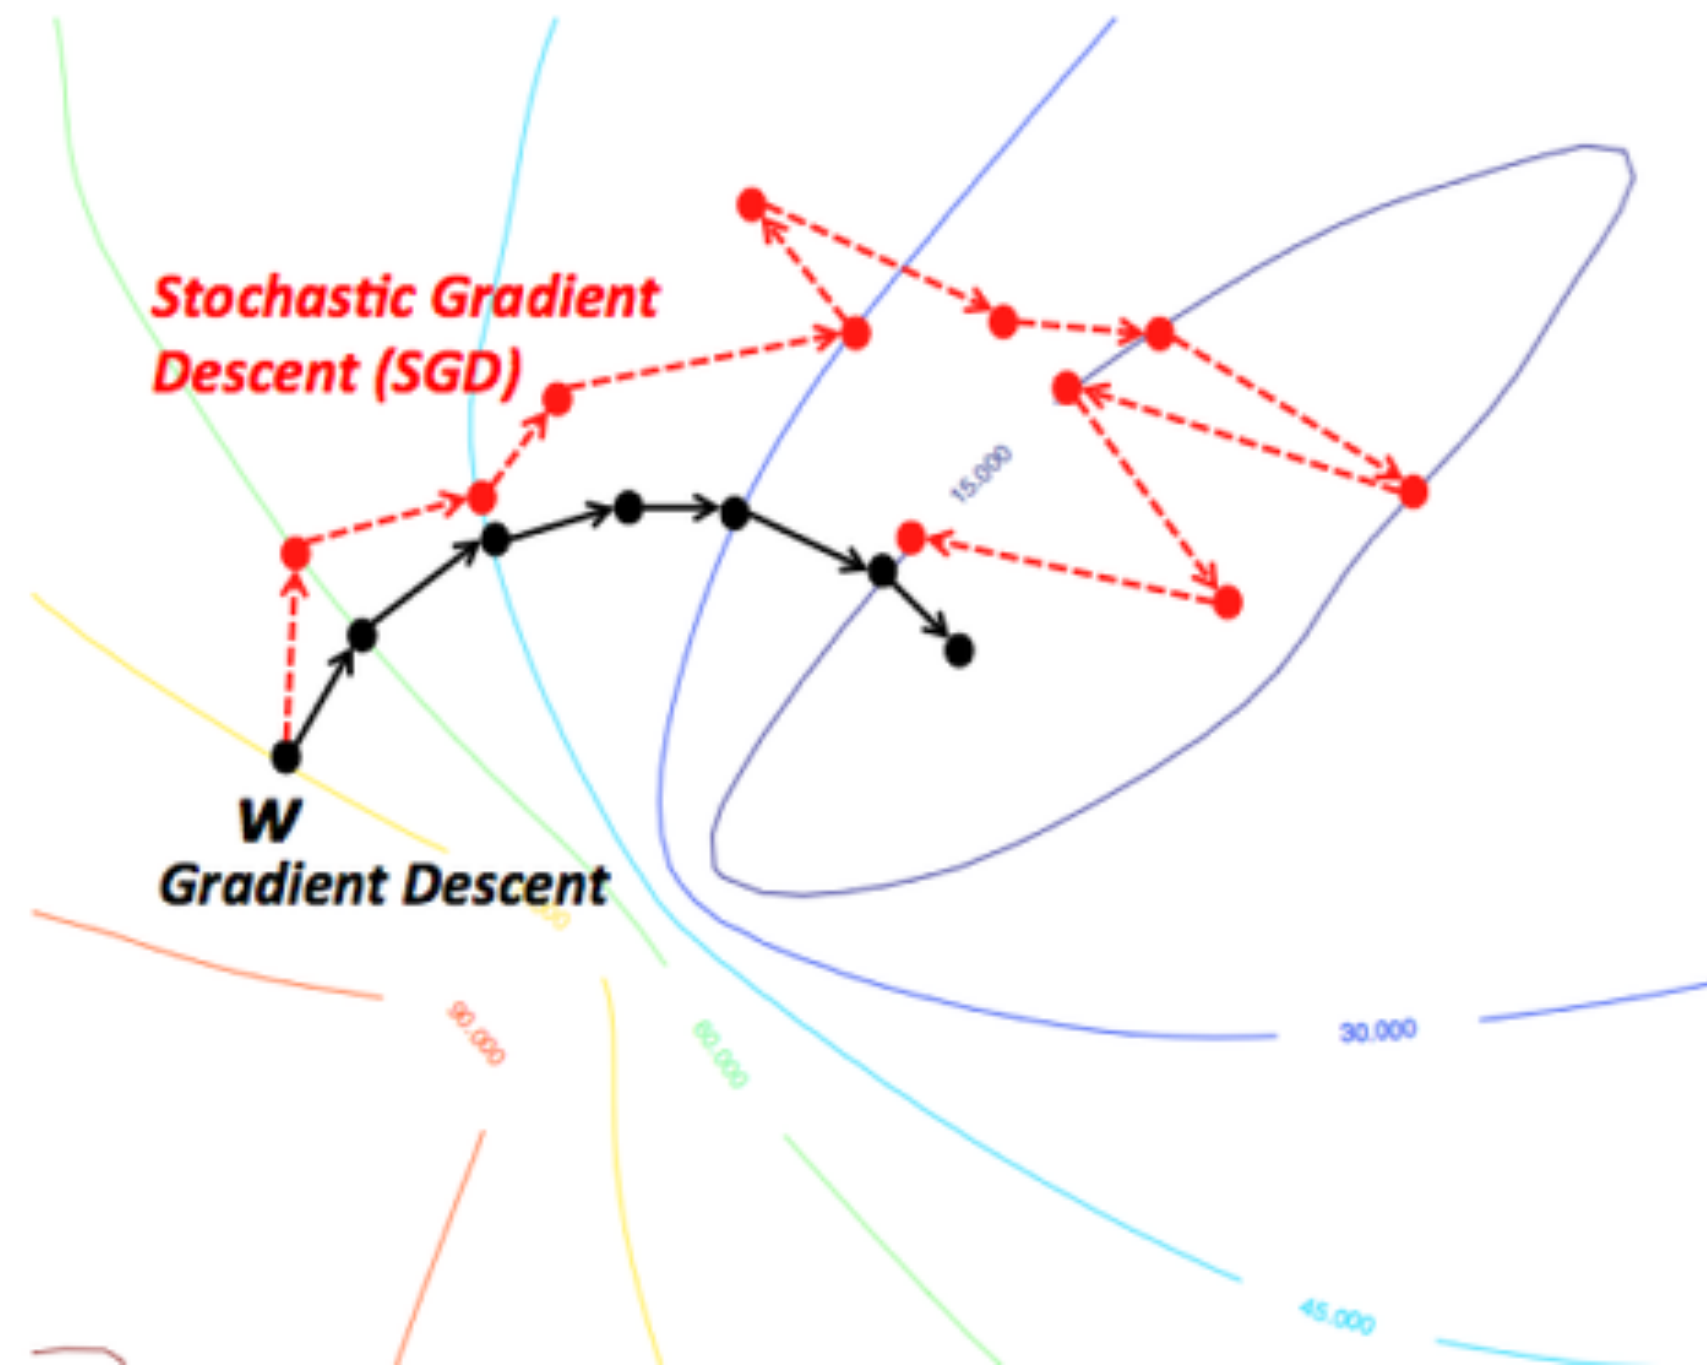 Stochastic Gradient
Descent (SGD)
15.000
W
Gradient Descent
90.000
60.000
30.000
45.000